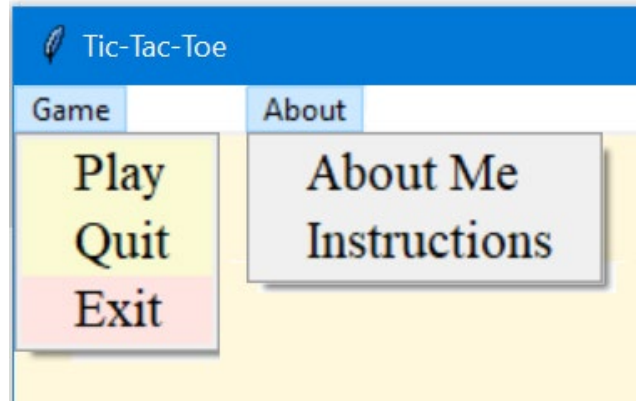 Tic-Tac-Toe
Game About
Play
Quit
Exit
About Me
Instructions